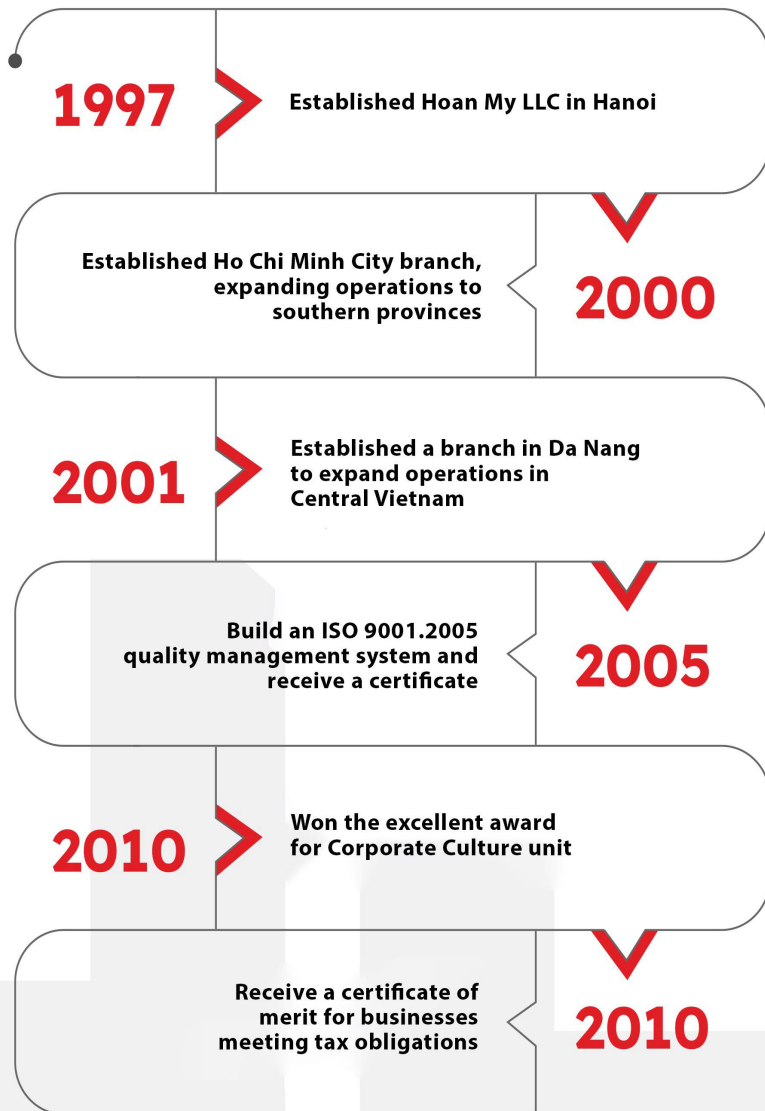 1997
Established Hoan My LLC in Hanoi
Established Ho Chi Minh City branch,
expanding operations to
southern provinces
2000
2001
Established a branch in Da Nang
to expand operations in
Central Vietnam
Build an ISO 9001.2005
quality management system and
receive a certificate
2005
2010
Won the excellent award
for Corporate Culture unit
Receive a certificate of
merit for businesses
meeting tax obligations
2010